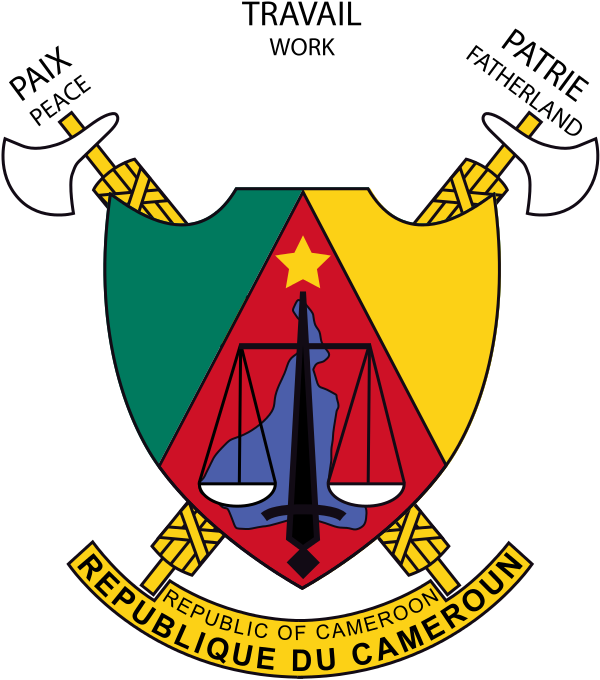 PAIX
PEACE
TRAVAIL
WORK
PATRIE
FATHERLAND
REPUBLIC OF CAMEROON
REPUBLIQUE DU CAMEROUN